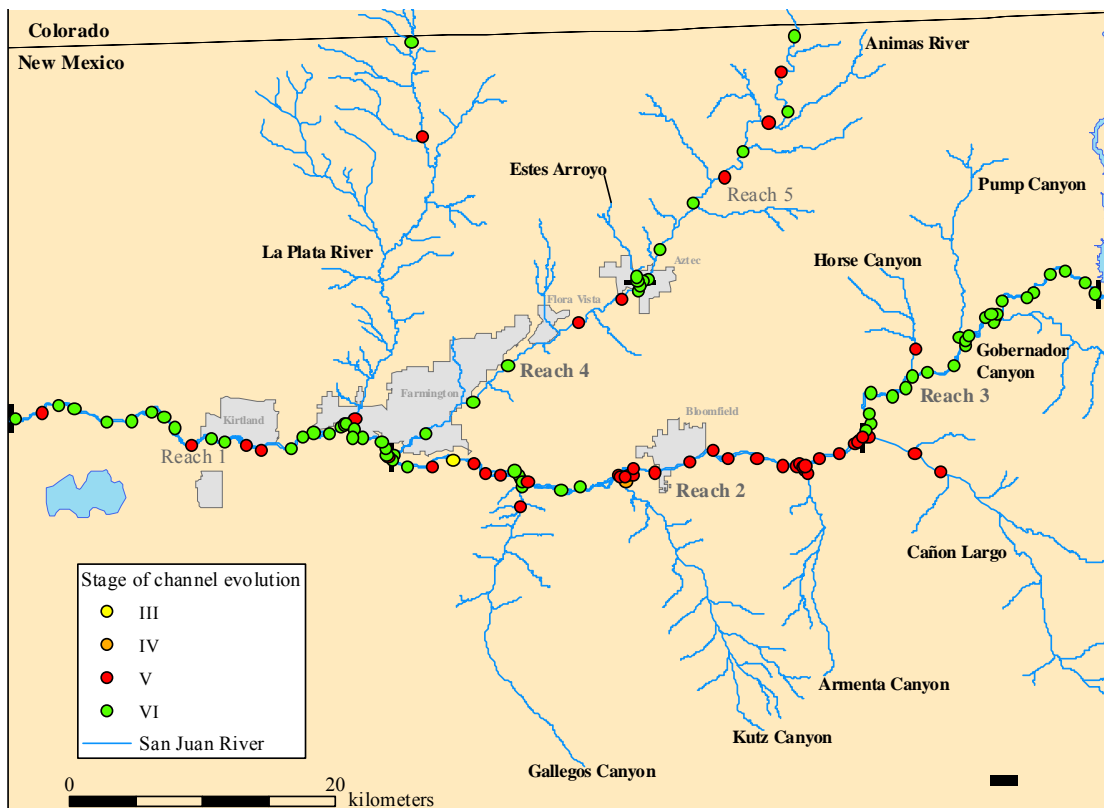 Colorado
New Mexico
Animas River
Estes Arroyo
Reach 5
Pump Canyon
La Plata River
Aztec
Horse Canyon
Flora Vista
Gobernador
Canyon
Reach 4
Reach 3
Farmington
Kirtland
Bloomfield
Reach 1
Reach 2
Cañon Largo
Stage of channel evolution
III
IV
V
VI
San Juan River
Armenta Canyon
Kutz Canyon
Gallegos Canyon
0
20
kilometers